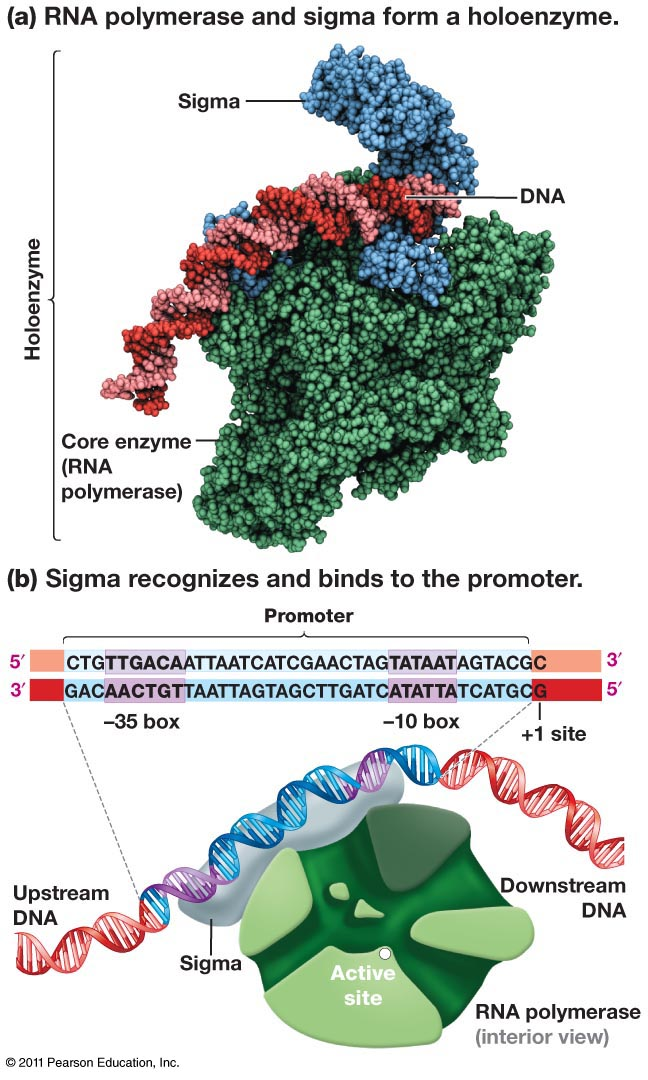 (a) RNA polymerase and sigma form a holoenzyme.
Sigma
DNA
Holoenzyme
Core enzyme
(RNA
polymerase)
(b) Sigma recognizes and binds to the promoter.
Promoter
5′ CTGTTGACAATTAATCATCGAACTAGTATAATAGTACGC 3′
3′ GACAACTGTTAATTAGTAGCTTGATCATATTATCATGCG 5′
–35 box
–10 box
+1 site
Upstream
DNA
Downstream
DNA
Sigma
Active
site
RNA polymerase
(interior view)
© 2011 Pearson Education, Inc.